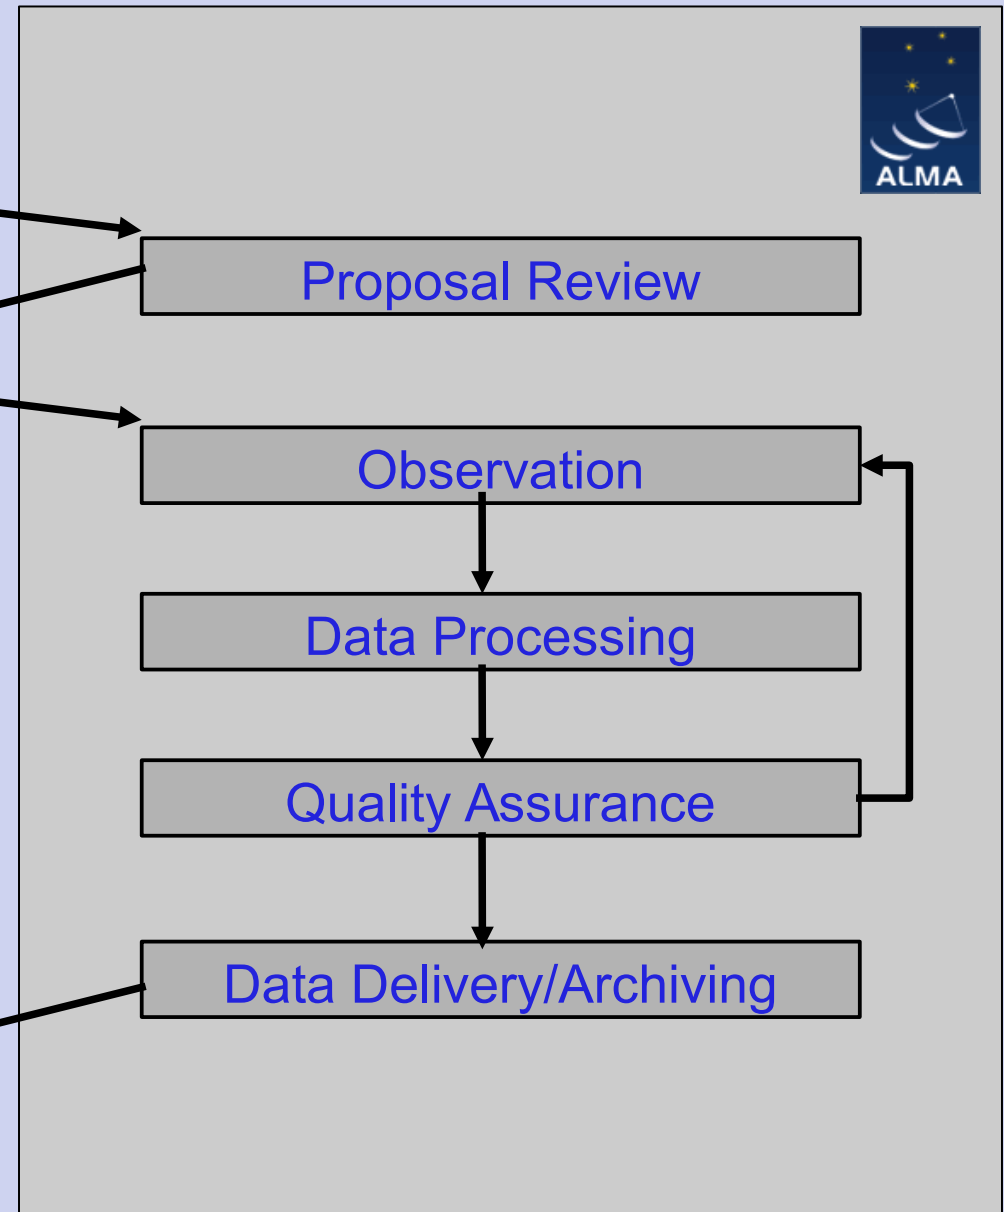 ALMA
Proposal Review
Observation
Data Processing
Quality Assurance
Data Delivery/Archiving